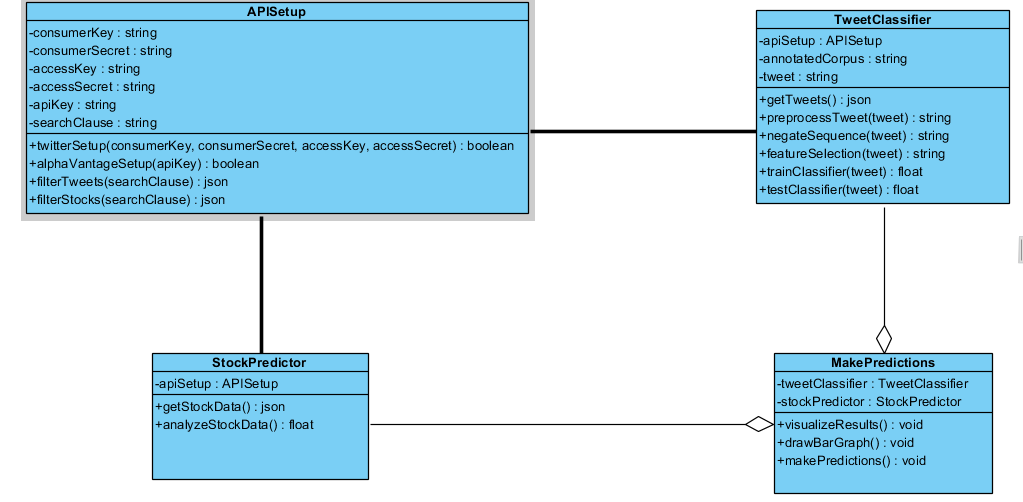 APISetup
-consumerKey : string
-consumerSecret : string
-accessKey : string
-accessSecret : string
-apiKey : string
-searchClause : string
+twitterSetup(consumerKey, consumerSecret, accessKey, accessSecret) : boolean
+alphaVantageSetup(apiKey) : boolean
+filterTweets(searchClause) : json
+filterStocks(searchClause) : json
TweetClassifier
-apiSetup : APISetup
-annotatedCorpus : string
-tweet : string
+getTweets() : json
+preprocessTweet(tweet) : string
+negateSequence(tweet) : string
+featureSelection(tweet) : string
+trainClassifier(tweet) : float
+testClassifier(tweet) : float
StockPredictor
-apiSetup : APISetup
+getStockData() : json
+analyzeStockData() : float
MakePredictions
-tweetClassifier : TweetClassifier
-stockPredictor : StockPredictor
+visualizeResults() : void
+drawBarGraph() : void
+makePredictions() : void